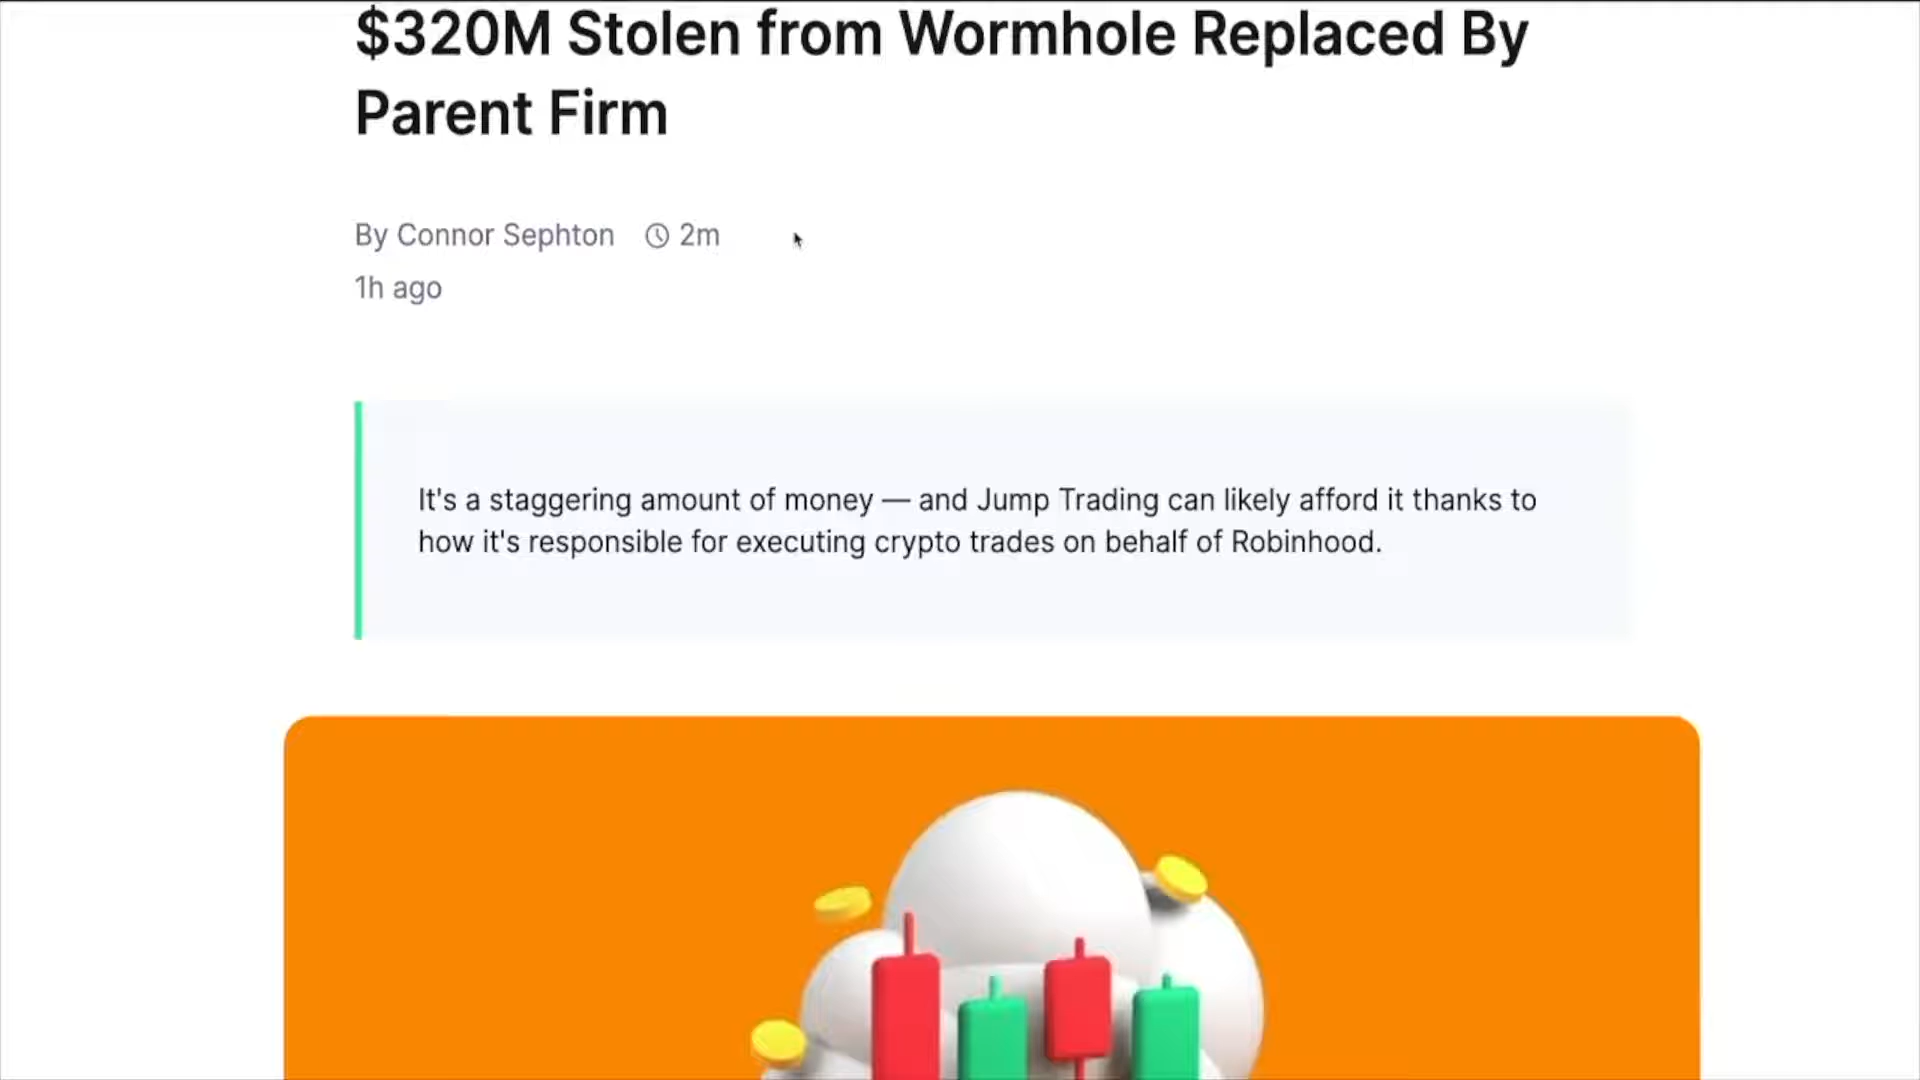 $320M Stolen from Wormhole Replaced By
Parent Firm
By Connor Sephton 2m
1h ago
It's a staggering amount of money — and Jump Trading can likely afford it thanks to
how it's responsible for executing crypto trades on behalf of Robinhood.